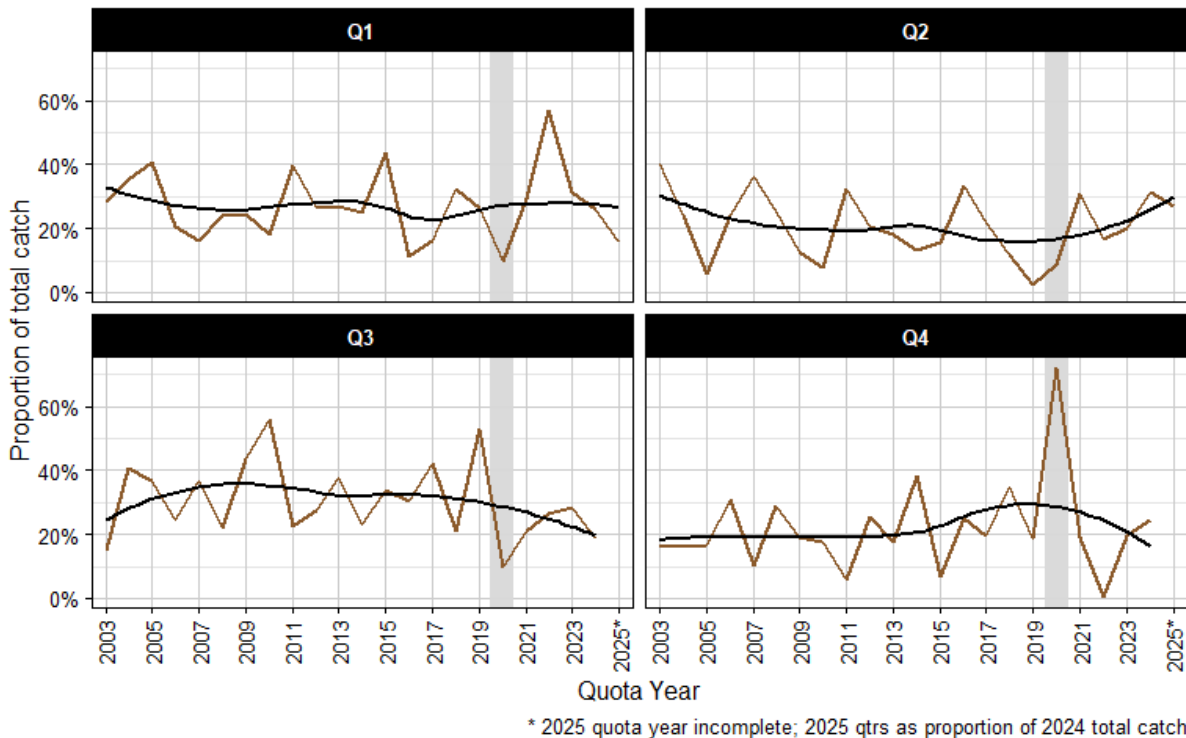 Q1
Q2
60%
40%
20%
0%
Q3
Q4
60%
40%
20%
0%
Proportion of total catch
2003 2005 2007 2009 2011 2013 2015 2017 2019 2021 2023 2025*
2003 2005 2007 2009 2011 2013 2015 2017 2019 2021 2023 2025*
Quota Year
* 2025 quota year incomplete; 2025 qtrs as proportion of 2024 total catch